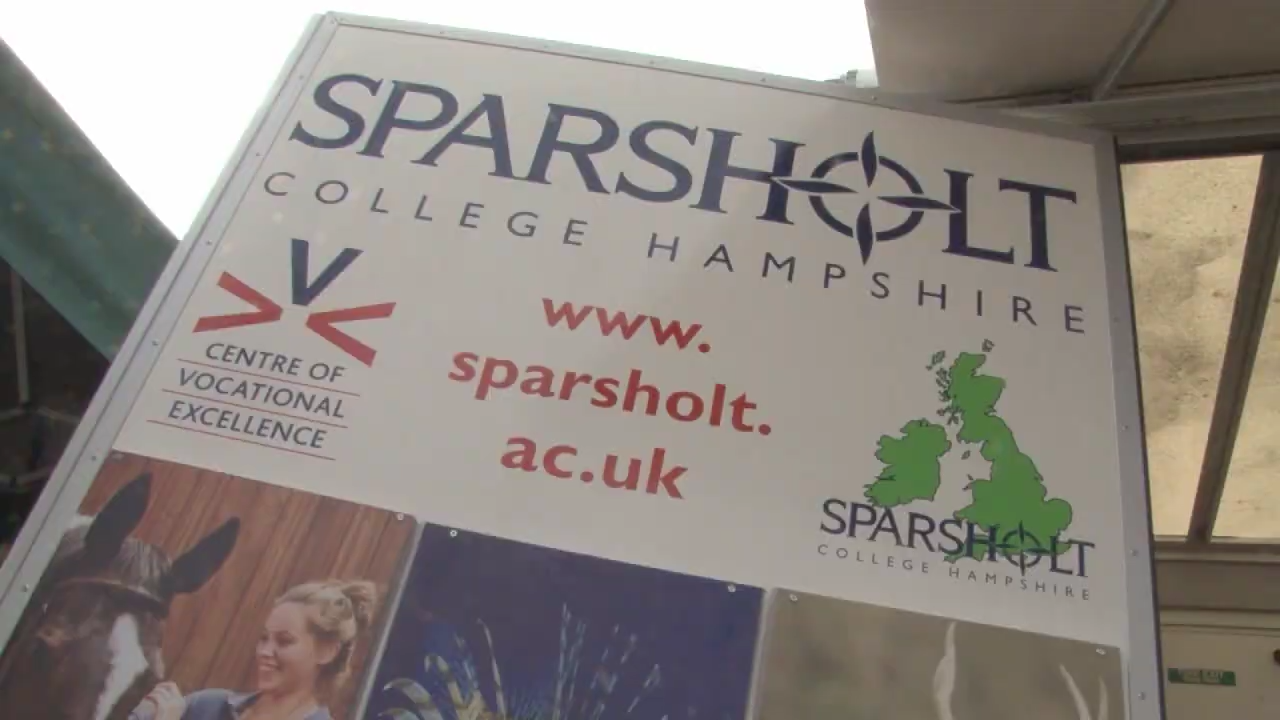 SPARSHOLT
COLLEGE HAMPSHIRE
CENTRE OF
VOCATIONAL
EXCELLENCE
www.
sparsholt.
ac.uk
SPARSHOLT
COLLEGE HAMPSHIRE